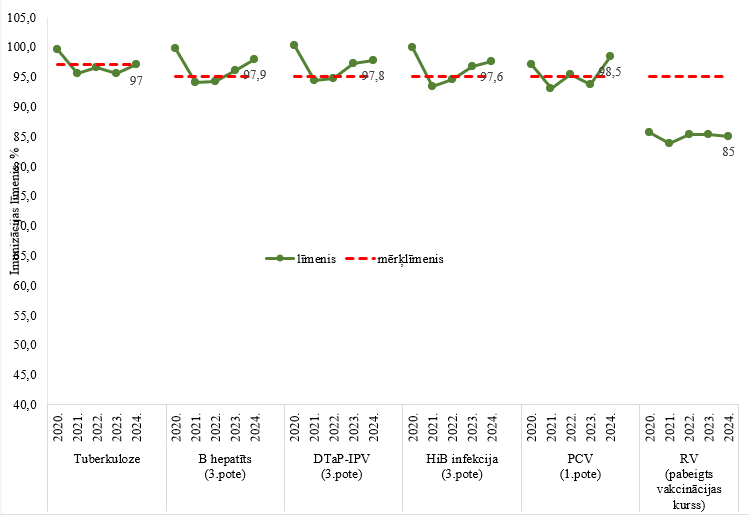 105,0
100,0
95,0
90,0
85,0
80,0
75,0
70,0
65,0
60,0
55,0
50,0
45,0
40,0
Imunizācijas līmenis, %
97
97,9
97,8
97,6
98,5
85
līmenis
mērķlīmenis
2020. 2021. 2022. 2023. 2024.
2020. 2021. 2022. 2023. 2024.
2020. 2021. 2022. 2023. 2024.
2020. 2021. 2022. 2023. 2024.
2020. 2021. 2022. 2023. 2024.
2020. 2021. 2022. 2023. 2024.
Tuberkuloze
B hepatīts
(3.pote)
DTaP-IPV
(3.pote)
HiB infekcija
(3.pote)
PCV
(1.pote)
RV
(pabeigts
vakcinācijas
kurss)